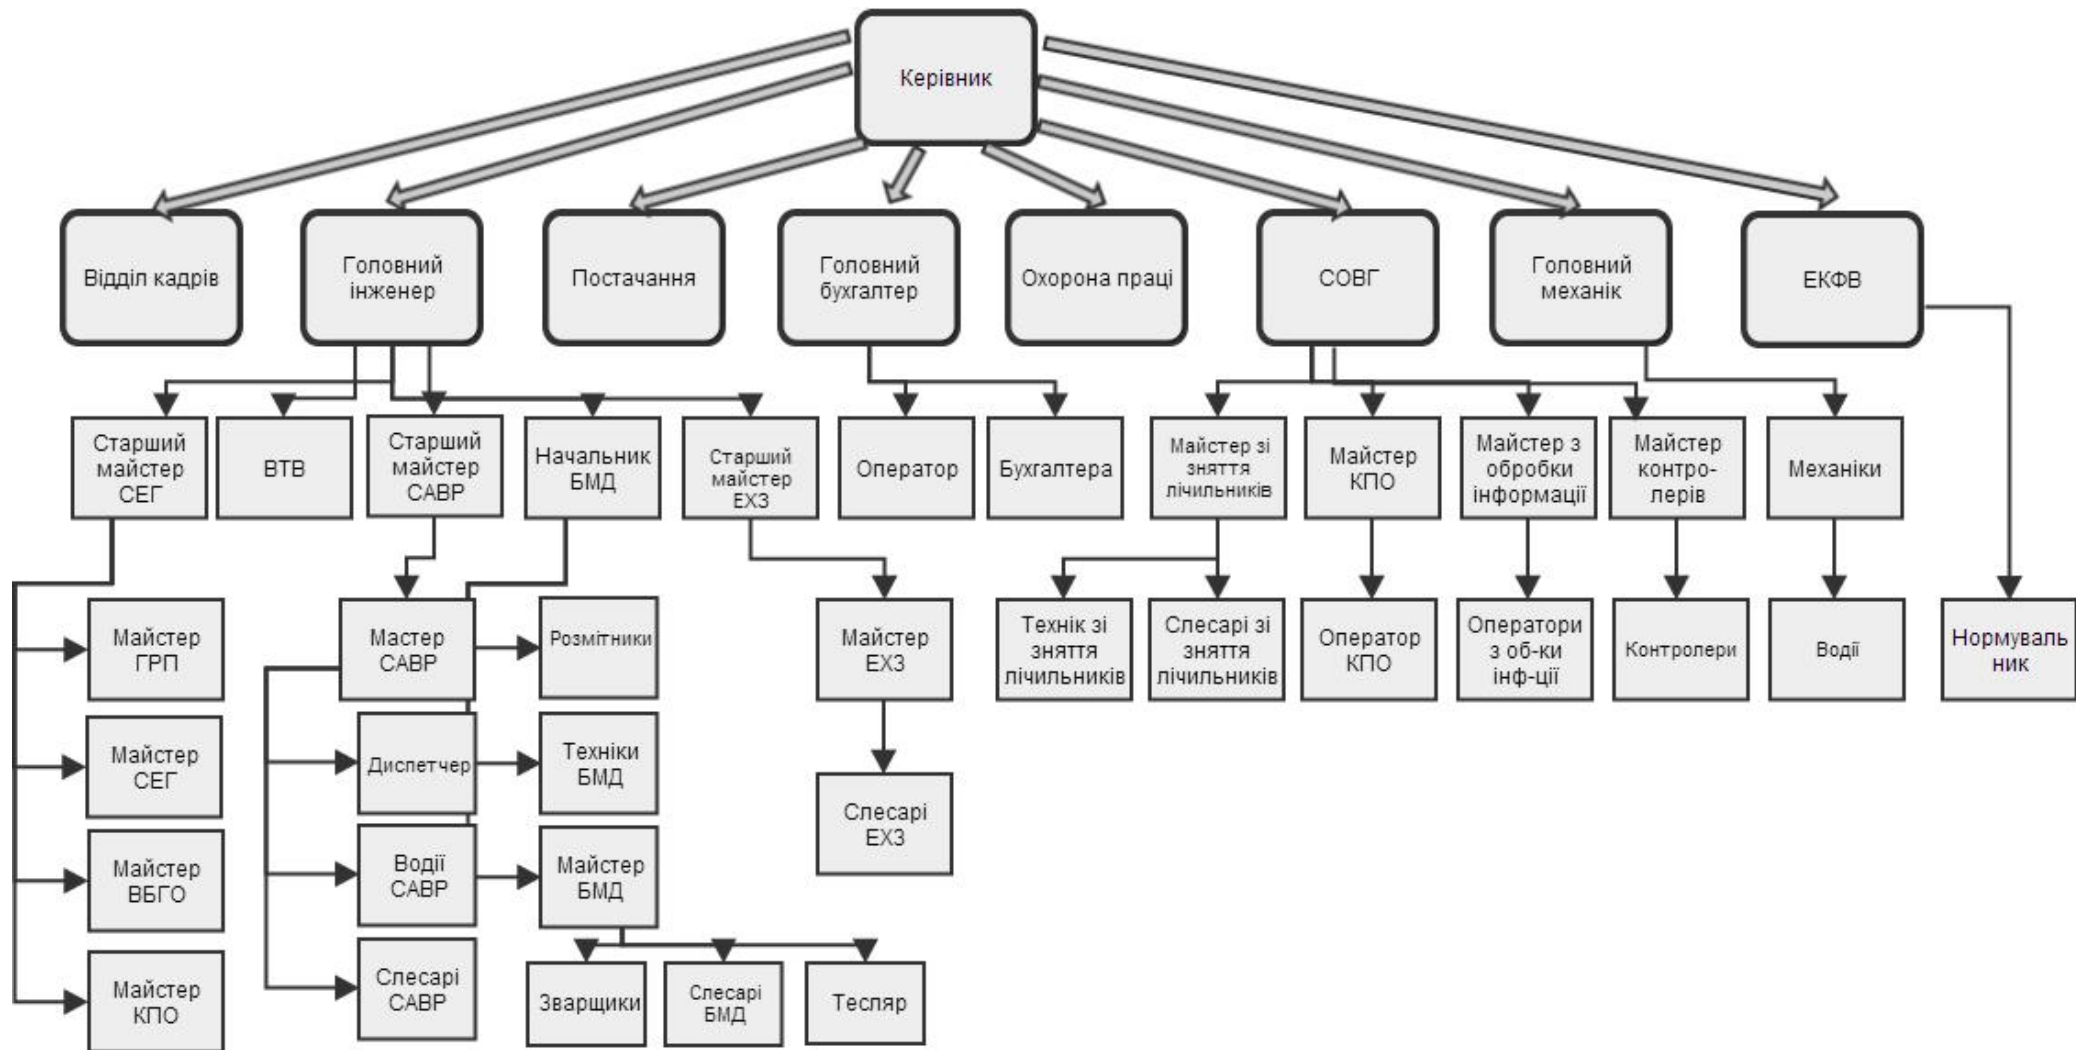 Керівник
Відділ кадрів
Головний
інженер
Постачання
Головний
бухгалтер
Охорона праці
СОВГ
Головний
механік
ЕКФВ
Старший
майстер
СЕГ
ВТВ
Старший
майстер
САВР
Начальник
БМД
Старший
майстер
ЕХЗ
Оператор
Бухгалтера
Майстер зі
зняття
лічильників
Майстер
КПО
Майстер з
обробки
інформації
Майстер
контро-
лерів
Механіки
Майстер
ГРП
Мастер
САВР
Розмітники
Майстер
ЕХЗ
Технік зі
зняття
лічильників
Слесарі зі
зняття
лічильників
Оператор
КПО
Оператори
з об-ки
інф-ції
Контролери
Водії
Нормуваль
ник
Майстер
СЕГ
Диспетчер
Техніки
БМД
Слесарі
ЕХЗ
Майстер
ВБГО
Водії
САВР
Майстер
БМД
Майстер
КПО
Слесарі
САВР
Зварщики
Слесарі
БМД
Тесляр